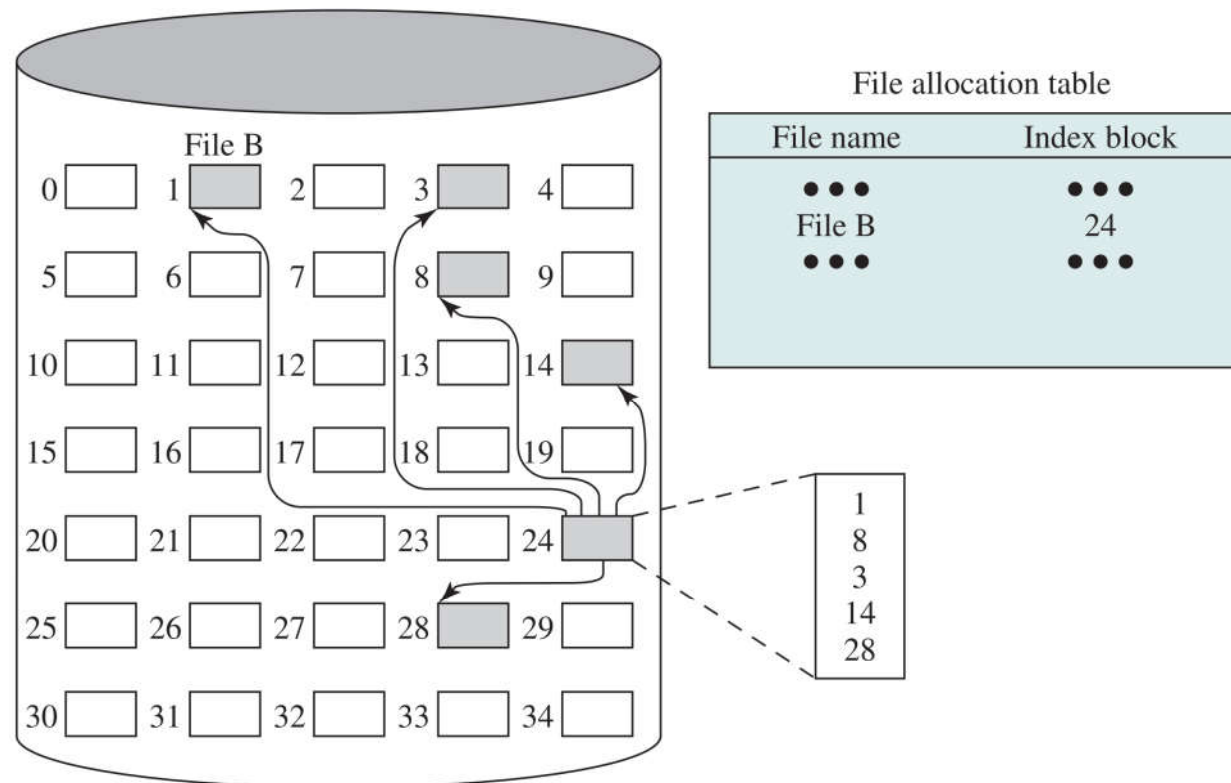 File allocation table
File name Index block
••• •••
File B 24
••• •••
File B
0 1 2 3 4
5 6 7 8 9
10 11 12 13 14
15 16 17 18 19
20 21 22 23 24
25 26 27 28 29
30 31 32 33 34
1
8
3
14
28